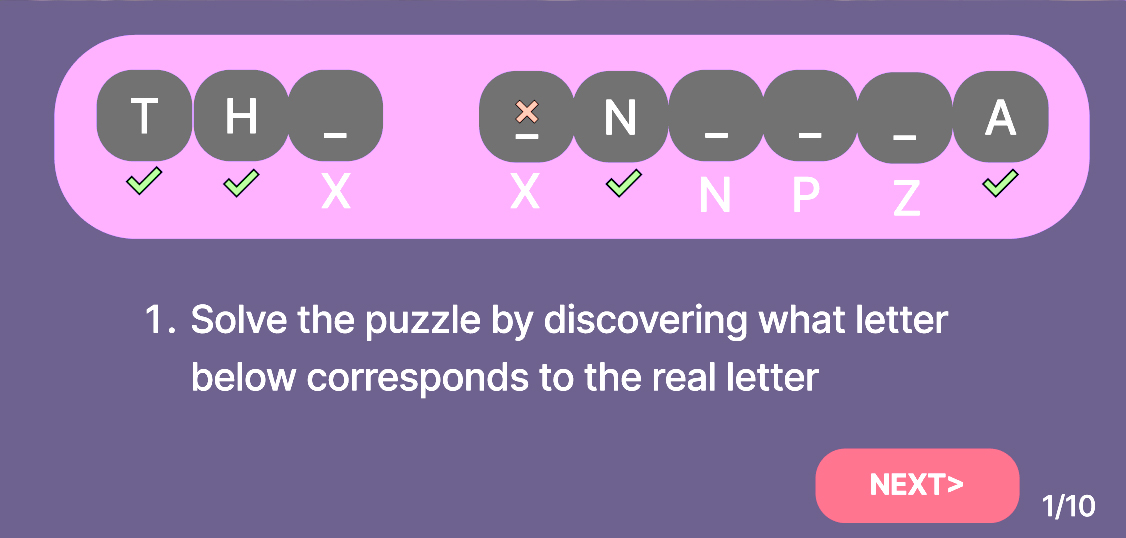 T H _ _ N _ _ _ A
X X N P Z
1. Solve the puzzle by discovering what letter
below corresponds to the real letter
NEXT>
1/10